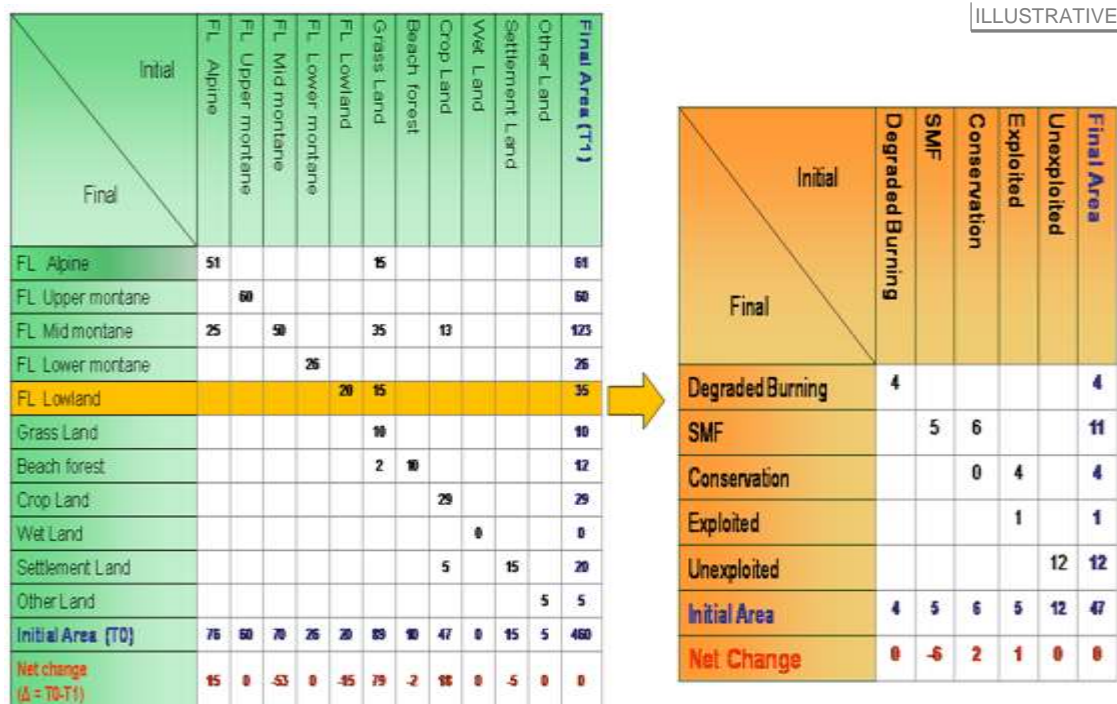 ILLUSTRATIVE
Initial
Final
FL Alpine
FL Upper montane
FL Mid montane
FL Lower montane
FL Lowland
Grass Land
Beach forest
Crop Land
Wet Land
Settlement Land
Other Land
Final Area (T1)
FL Alpine 51 15 61
FL Upper montane 60 60
FL Mid montane 25 50 35 13 123
FL Lower montane 26 26
FL Lowland 20 15 35
Grass Land 10 10
Beach forest 2 10 12
Crop Land 29 29
Wet Land 0 0
Settlement Land 5 15 20
Other Land 5 5
Initial Area (T0) 76 60 70 26 20 89 10 47 0 15 5 460
Net change
(Δ = T0-T1) 15 0 -53 0 -15 79 -2 18 0 -5 0 0
Initial
Final
Degraded Burning
SMF
Conservation
Exploited
Unexploited
Final Area
Degraded Burning 4 4
SMF 5 6 11
Conservation 0 4 4
Exploited 1 1
Unexploited 12 12
Initial Area 4 5 6 5 12 47
Net Change 0 -6 2 1 0 0